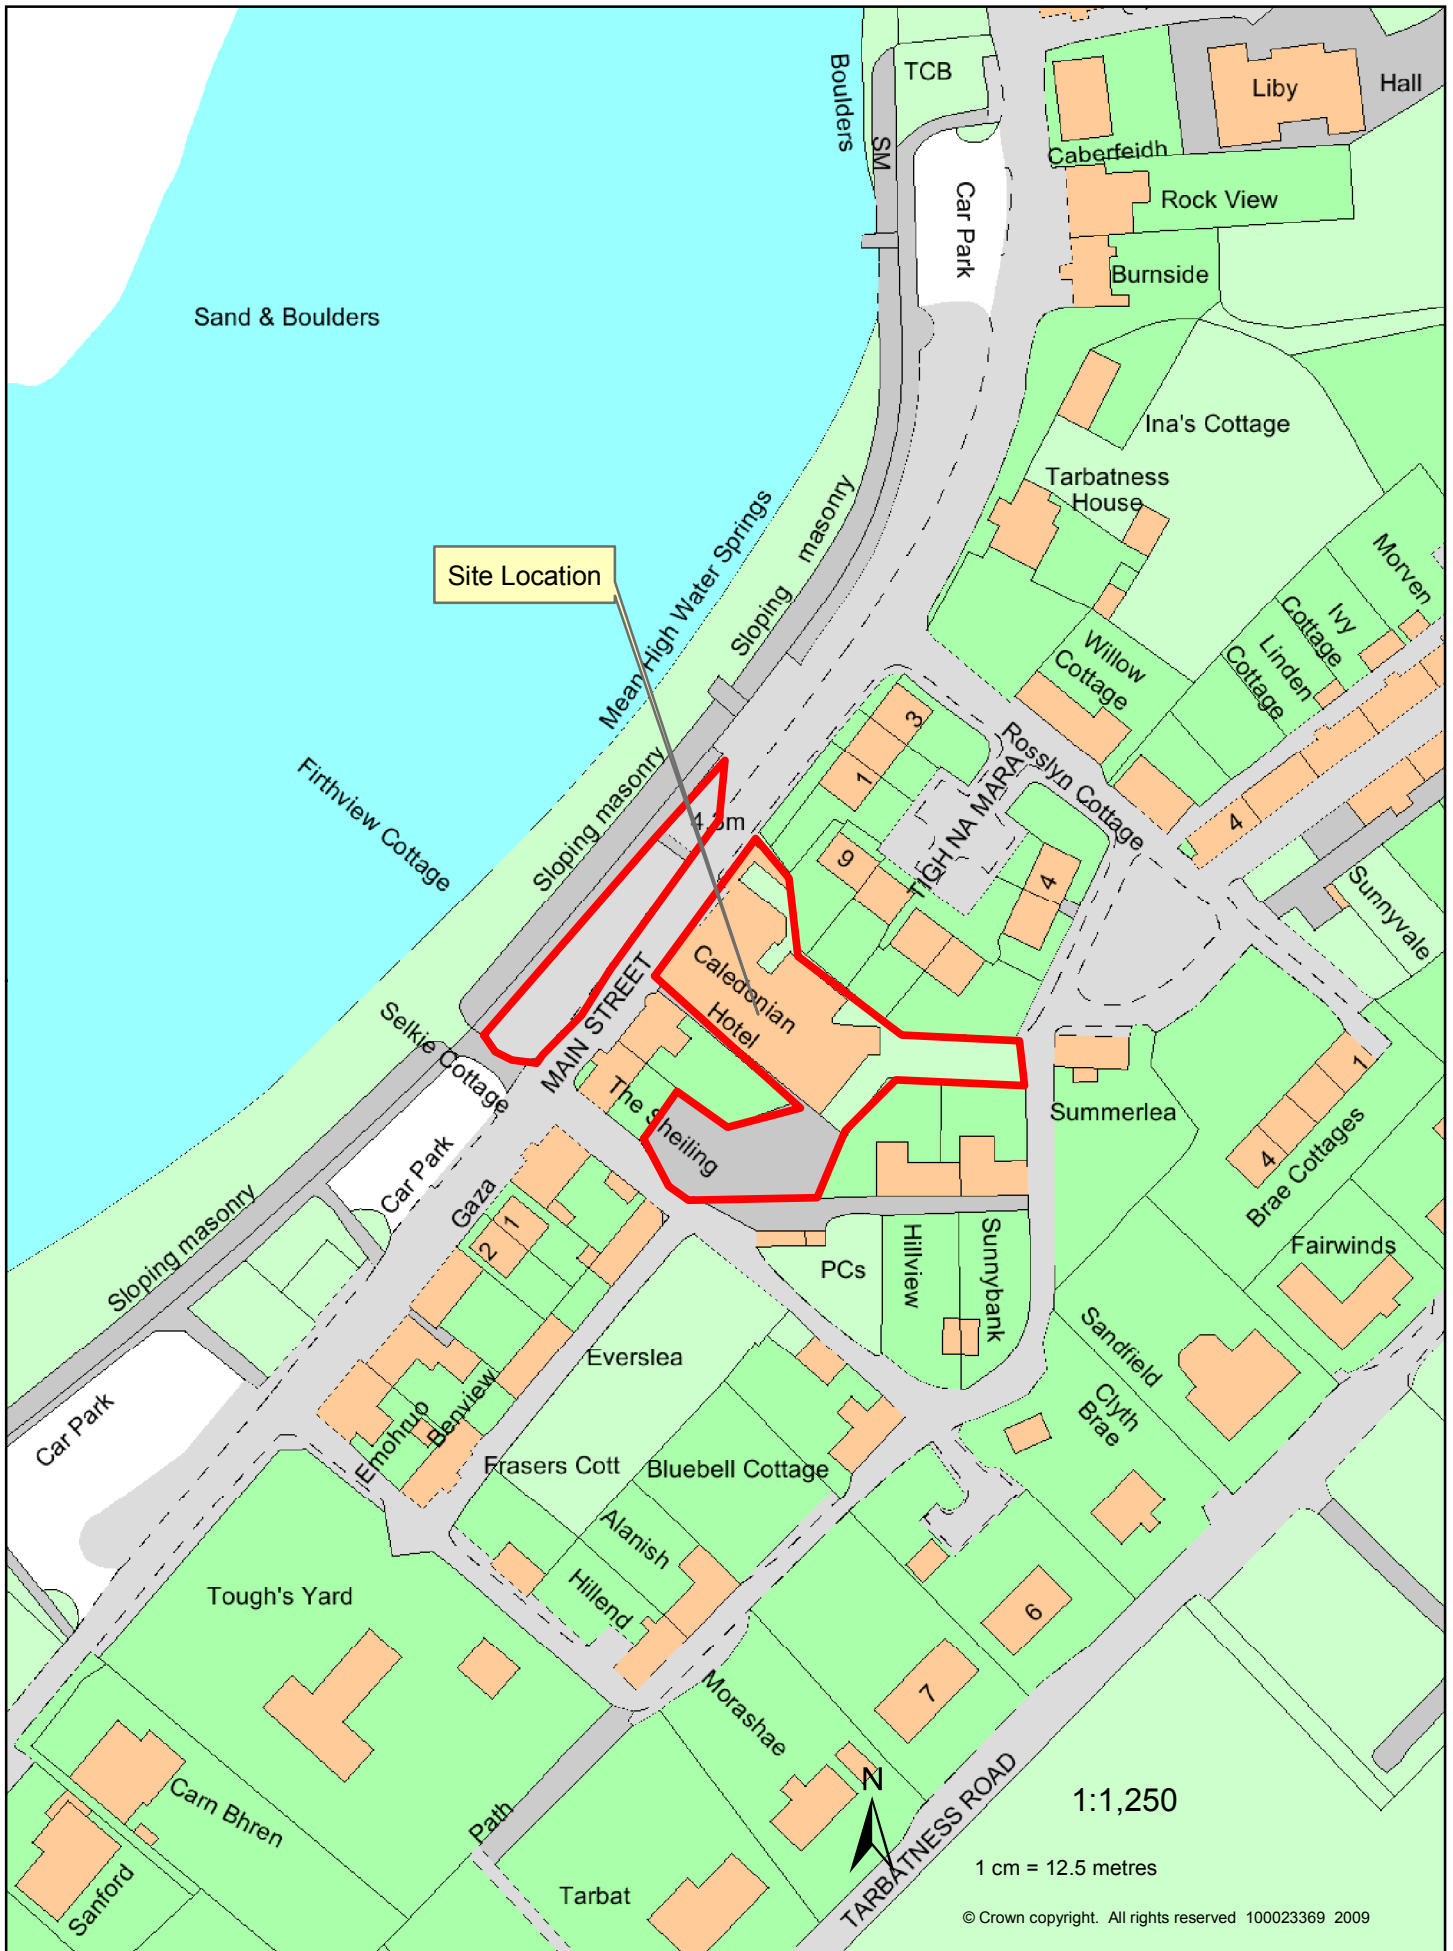 Boulders
TCB
SM
Car Park
Caberfeidh
Liby
Hall
Rock View
Burnside
Sand & Boulders
Ina's Cottage
Tarbatness
House
Site Location
Mean High Water Springs
Sloping masonry
Morven
Ivy
Cottage
Linden
Cottage
Willow
Cottage
3
1
Rosslyn Cottage
TIGH NA MARA
Firthview Cottage
Sloping masonry
4.3m
9
4
4
Sunnyvale
Caledonian
Hotel
MAIN STREET
Selkie Cottage
The Sheiling
Summerlea
1
4
Brae Cottages
Car Park
Gaza
1
2
Sloping masonry
PCs
Hillview
Sunnybank
Fairwinds
Sandfield
Clyth
Brae
Everslea
Car Park
Emohruo
Benview
Frasers Cott
Bluebell Cottage
Alanish
Hillend
Tough's Yard
6
7
Morashae
Carn Bhren
Path
Sanford
Tarbat
N
TARBATNESS ROAD
1:1,250
1 cm = 12.5 metres
© Crown copyright. All rights reserved 100023369 2009